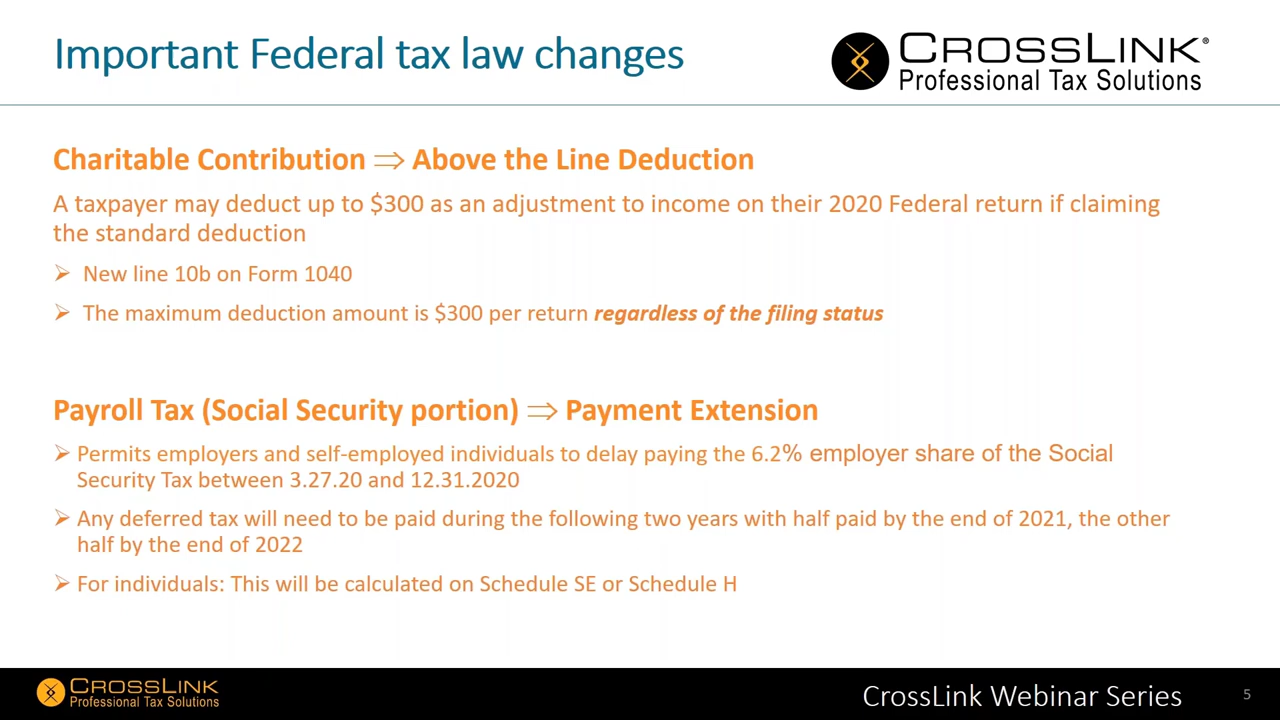 Important Federal tax law changes
CROSSLINK®
Professional Tax Solutions
Charitable Contribution ⇒ Above the Line Deduction
A taxpayer may deduct up to $300 as an adjustment to income on their 2020 Federal return if claiming
the standard deduction
➢ New line 10b on Form 1040
➢ The maximum deduction amount is $300 per return regardless of the filing status
Payroll Tax (Social Security portion) ⇒ Payment Extension
➢ Permits employers and self-employed individuals to delay paying the 6.2% employer share of the Social
Security Tax between 3.27.20 and 12.31.2020
➢ Any deferred tax will need to be paid during the following two years with half paid by the end of 2021, the other
half by the end of 2022
➢ For individuals: This will be calculated on Schedule SE or Schedule H
CROSSLINK
Professional Tax Solutions
CrossLink Webinar Series
5